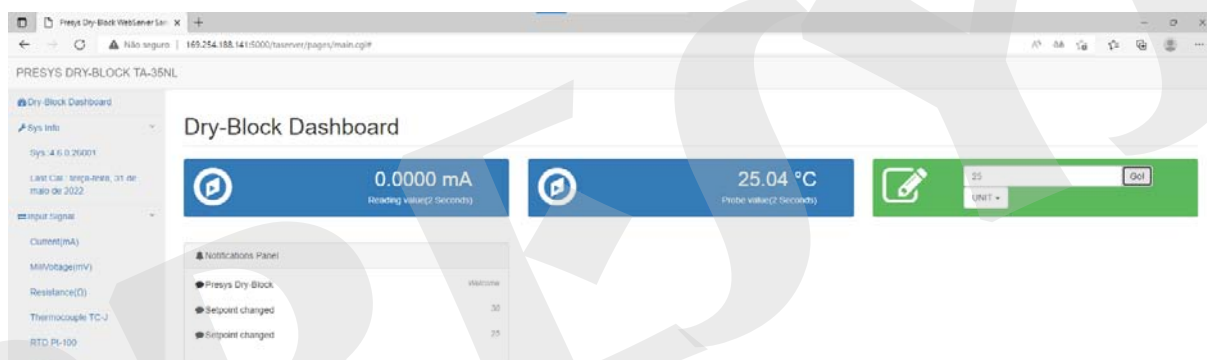 Presys Dry-Block WebServer San
Não seguro | 169.254.188.141:5000/taserver/pages/main.cgi#
PRESYS DRY-BLOCK TA-35NL
Dry-Block Dashboard
Sys Info
Sys :4.6.0.26001
Last Cal : terça-feira, 31 de
maio de 2022
Input Signal
Current(mA)
MiliVoltage(mV)
Resistance(Ω)
Thermocouple TC-J
RTD Pt-100
Dry-Block Dashboard
0.0000 mA
Reading value(2 Seconds)
25.04 °C
Probe value(2 Seconds)
25
Go!
UNIT
Notifications Panel
Presys Dry-Block Welcome
Setpoint changed 30
Setpoint changed 25
PRESYS